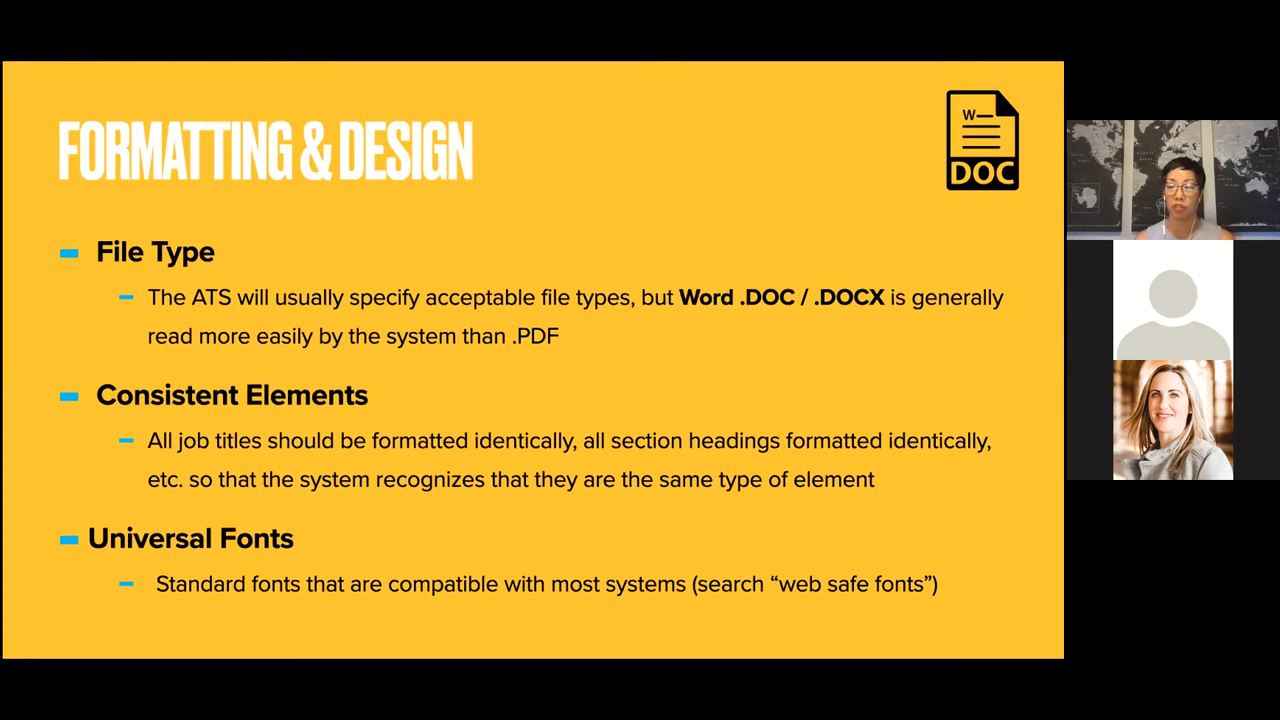 FORMATTING & DESIGN
W
DOC
File Type
The ATS will usually specify acceptable file types, but Word .DOC / .DOCX is generally
read more easily by the system than .PDF
Consistent Elements
All job titles should be formatted identically, all section headings formatted identically,
etc. so that the system recognizes that they are the same type of element
Universal Fonts
Standard fonts that are compatible with most systems (search “web safe fonts”)